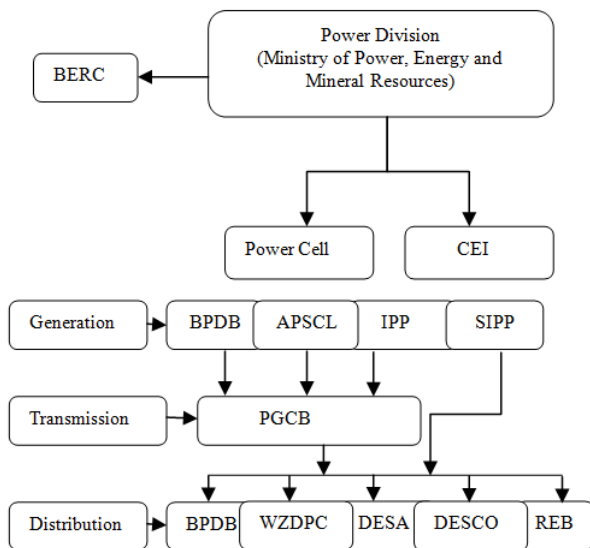 Power Division
(Ministry of Power, Energy and
Mineral Resources)
BERC
Power Cell
CEI
Generation
BPDB
APSCL
IPP
SIPP
Transmission
PGCB
Distribution
BPDB
WZDPC
DESA
DESCO
REB